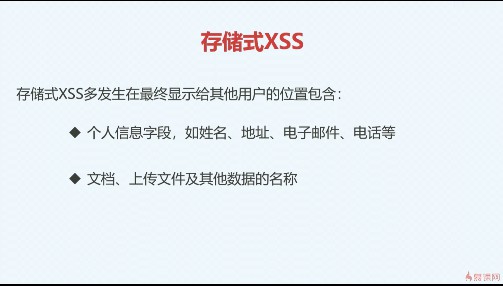 存储式XSS
存储式XSS多发生在最终显示给其他用户的位置包含：
◆ 个人信息字段，如姓名、地址、电子邮件、电话等
◆ 文档、上传文件及其他数据的名称
慕课网